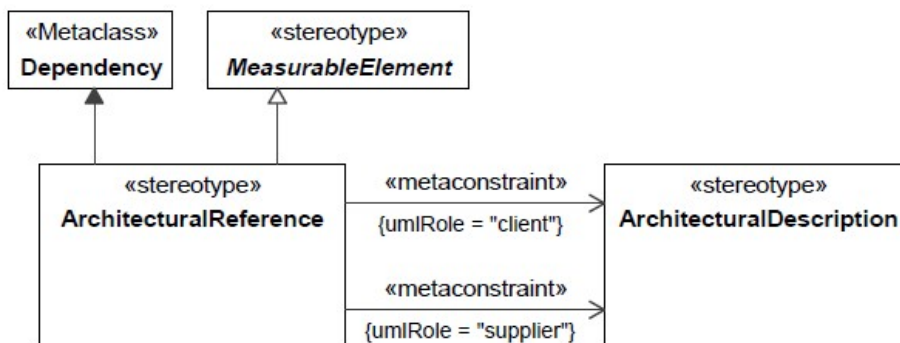 «Metaclass»
Dependency
«stereotype»
MeasurableElement
«stereotype»
ArchitecturalReference
«metaconstraint»
{umlRole = "client"}
«metaconstraint»
{umlRole = "supplier"}
«stereotype»
ArchitecturalDescription